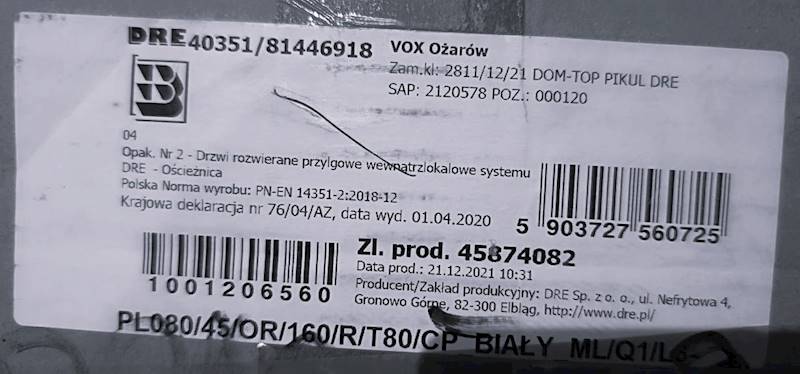 DRE 40351/81446918
VOX Ożarów
Zam.kl: 2811/12/21 DOM-TOP PIKUL DRE
SAP: 2120578 POZ.: 000120
B
04
Opak. Nr 2 - Drzwi rozwierane przylgowe wewnątrzlokalowe systemu
DRE - Ościeżnica
Polska Norma wyrobu: PN-EN 14351-2:2018-12
Krajowa deklaracja nr 76/04/AZ, data wyd. 01.04.2020
5 903727 560725
Zl. prod. 45874082
Data prod.: 21.12.2021 10:31
1001206560
Producent/Zakład produkcyjny: DRE Sp. z o. o., ul. Nefrytowa 4,
Gronowo Górne, 82-300 Elbląg, http://www.dre.pl/
PL080/45/OR/160/R/T80/CP BIAŁY ML/Q1/